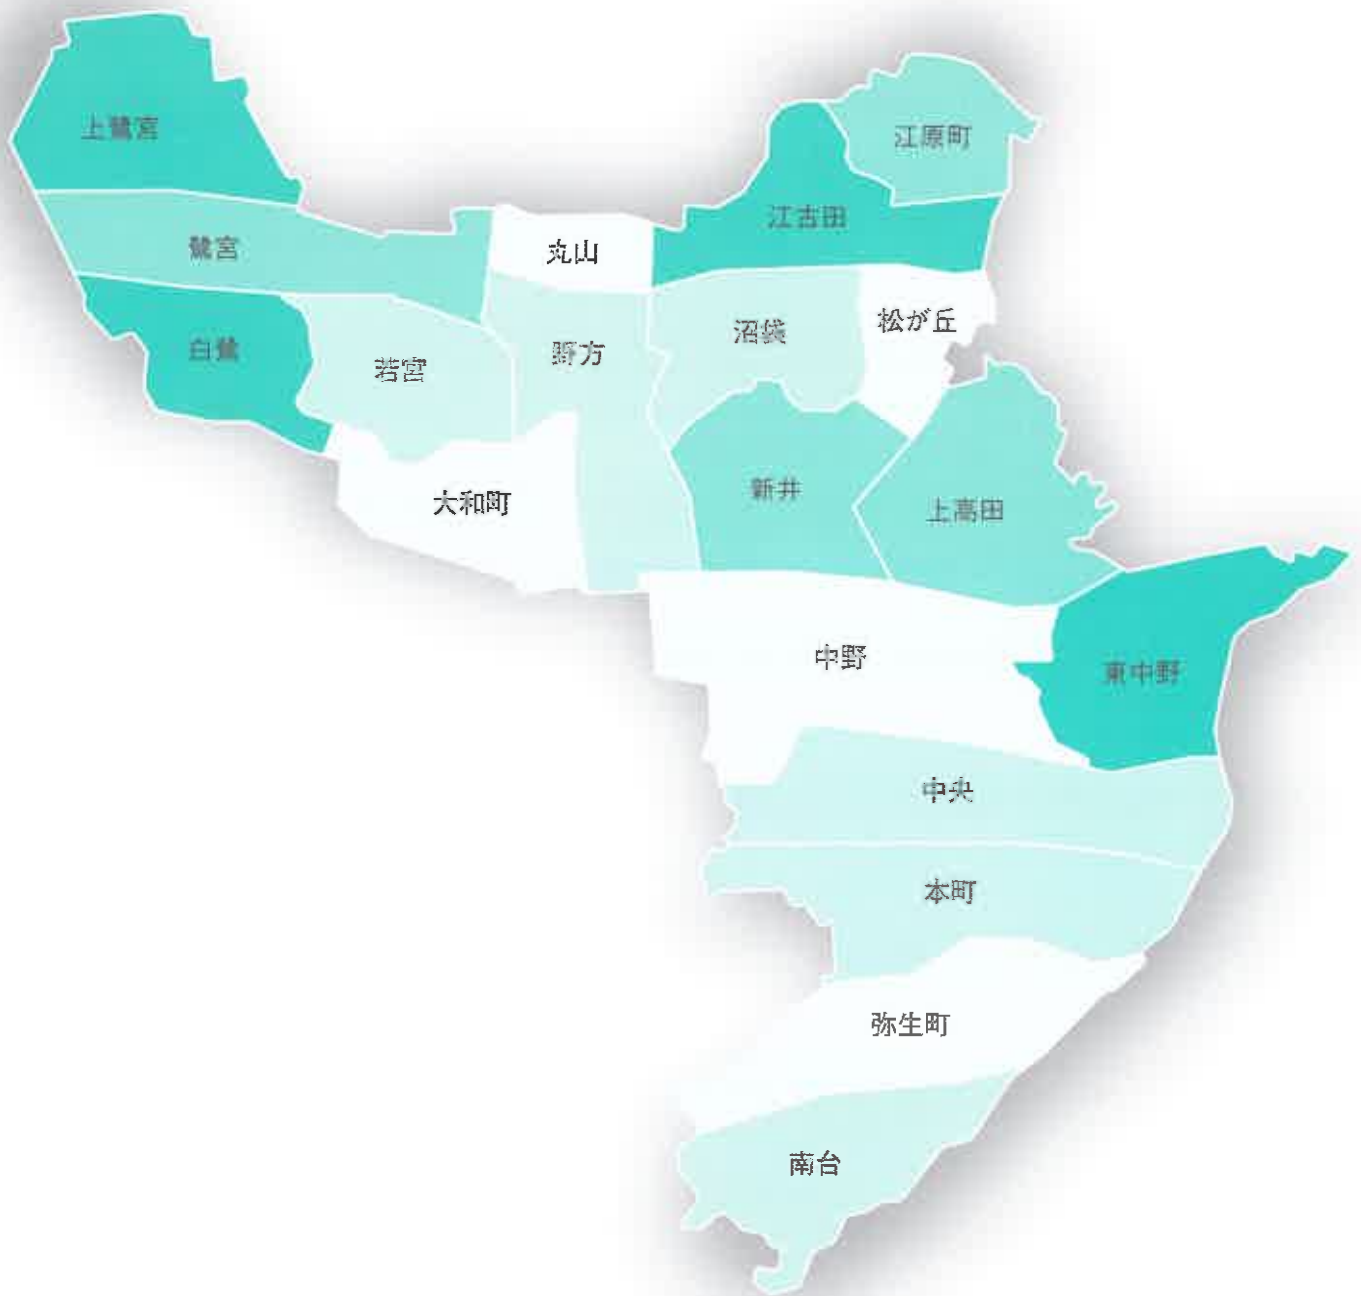 上鷺宮
江原町
江古田
鷺宮
丸山
松が丘
沼袋
白鷺
野方
若宮
新井
大和町
上高田
中野
東中野
中央
本町
弥生町
南台